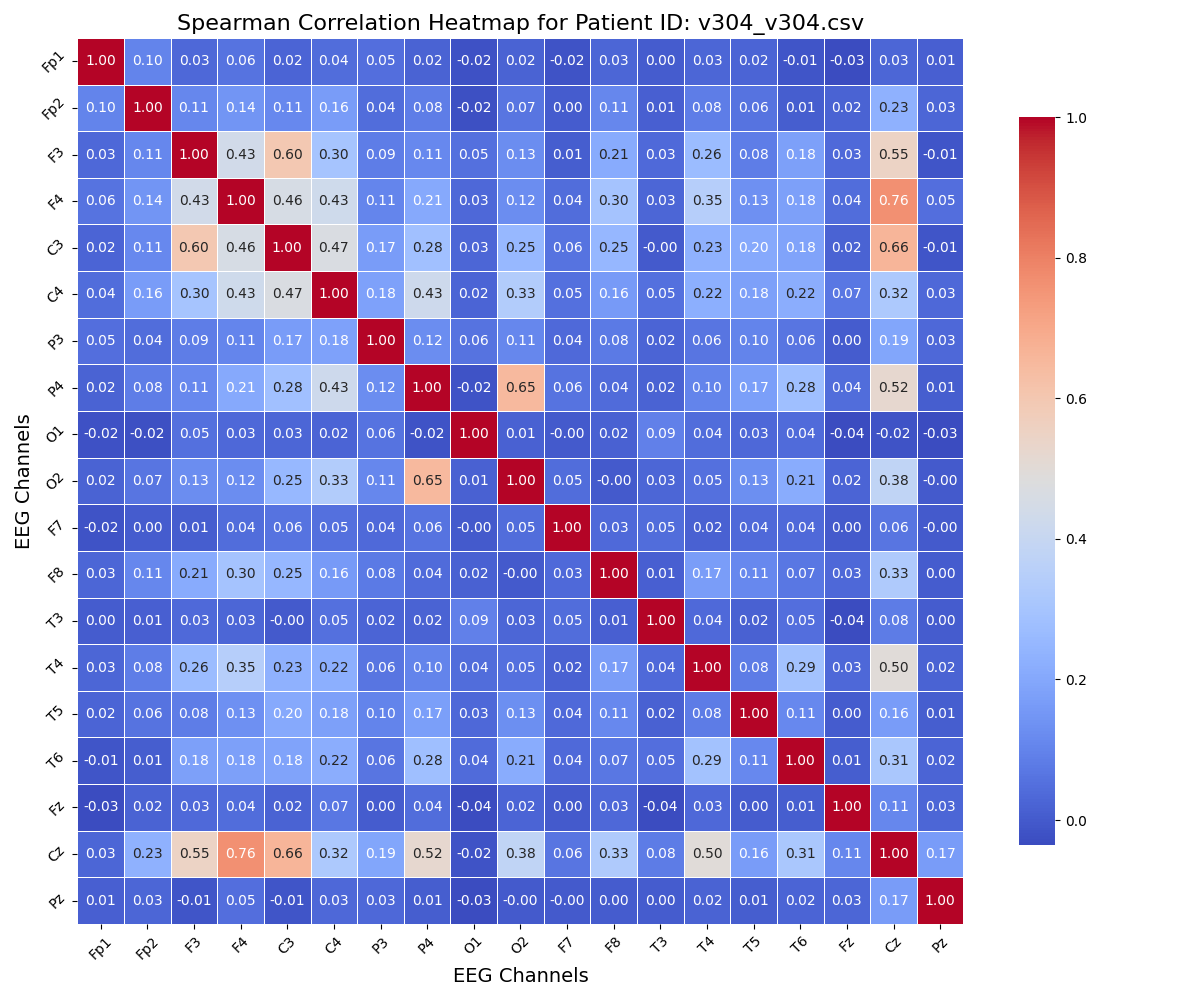 Spearman Correlation Heatmap for Patient ID: v304_v304.csv
Fp1 1.00 0.10 0.03 0.06 0.02 0.04 0.05 0.02 -0.02 0.02 -0.02 0.03 0.00 0.03 0.02 -0.01 -0.03 0.03 0.01
Fp2 0.10 1.00 0.11 0.14 0.11 0.16 0.04 0.08 -0.02 0.07 0.00 0.11 0.01 0.08 0.06 0.01 0.02 0.23 0.03
F3 0.03 0.11 1.00 0.43 0.60 0.30 0.09 0.11 0.05 0.13 0.01 0.21 0.03 0.26 0.08 0.18 0.03 0.55 -0.01
F4 0.06 0.14 0.43 1.00 0.46 0.43 0.11 0.21 0.03 0.12 0.04 0.30 0.03 0.35 0.13 0.18 0.04 0.76 0.05
C3 0.02 0.11 0.60 0.46 1.00 0.47 0.17 0.28 0.03 0.25 0.06 0.25 -0.00 0.23 0.20 0.18 0.02 0.66 -0.01
C4 0.04 0.16 0.30 0.43 0.47 1.00 0.18 0.43 0.02 0.33 0.05 0.16 0.05 0.22 0.18 0.22 0.07 0.32 0.03
P3 0.05 0.04 0.09 0.11 0.17 0.18 1.00 0.12 0.06 0.11 0.04 0.08 0.02 0.06 0.10 0.06 0.00 0.19 0.03
P4 0.02 0.08 0.11 0.21 0.28 0.43 0.12 1.00 -0.02 0.65 0.06 0.04 0.02 0.10 0.17 0.28 0.04 0.52 0.01
O1 -0.02 -0.02 0.05 0.03 0.03 0.02 0.06 -0.02 1.00 0.01 -0.00 0.02 0.09 0.04 0.03 0.04 -0.04 -0.02 -0.03
O2 0.02 0.07 0.13 0.12 0.25 0.33 0.11 0.65 0.01 1.00 0.05 -0.00 0.03 0.05 0.13 0.21 0.02 0.38 -0.00
F7 -0.02 0.00 0.01 0.04 0.06 0.05 0.04 0.06 -0.00 0.05 1.00 0.03 0.05 0.02 0.04 0.04 0.00 0.06 -0.00
F8 0.03 0.11 0.21 0.30 0.25 0.16 0.08 0.04 0.02 -0.00 0.03 1.00 0.01 0.17 0.11 0.07 0.03 0.33 0.00
T3 0.00 0.01 0.03 0.03 -0.00 0.05 0.02 0.02 0.09 0.03 0.05 0.01 1.00 0.04 0.02 0.05 -0.04 0.08 0.00
T4 0.03 0.08 0.26 0.35 0.23 0.22 0.06 0.10 0.04 0.05 0.02 0.17 0.04 1.00 0.08 0.29 0.03 0.50 0.02
T5 0.02 0.06 0.08 0.13 0.20 0.18 0.10 0.17 0.03 0.13 0.04 0.11 0.02 0.08 1.00 0.11 0.00 0.16 0.01
T6 -0.01 0.01 0.18 0.18 0.18 0.22 0.06 0.28 0.04 0.21 0.04 0.07 0.05 0.29 0.11 1.00 0.01 0.31 0.02
Fz -0.03 0.02 0.03 0.04 0.02 0.07 0.00 0.04 -0.04 0.02 0.00 0.03 -0.04 0.03 0.00 0.01 1.00 0.11 0.03
Cz 0.03 0.23 0.55 0.76 0.66 0.32 0.19 0.52 -0.02 0.38 0.06 0.33 0.08 0.50 0.16 0.31 0.11 1.00 0.17
Pz 0.01 0.03 -0.01 0.05 -0.01 0.03 0.03 0.01 -0.03 -0.00 -0.00 0.00 0.00 0.02 0.01 0.02 0.03 0.17 1.00
Fp1 Fp2 F3 F4 C3 C4 P3 P4 O1 O2 F7 F8 T3 T4 T5 T6 Fz Cz Pz
EEG Channels
EEG Channels
1.0
0.8
0.6
0.4
0.2
0.0